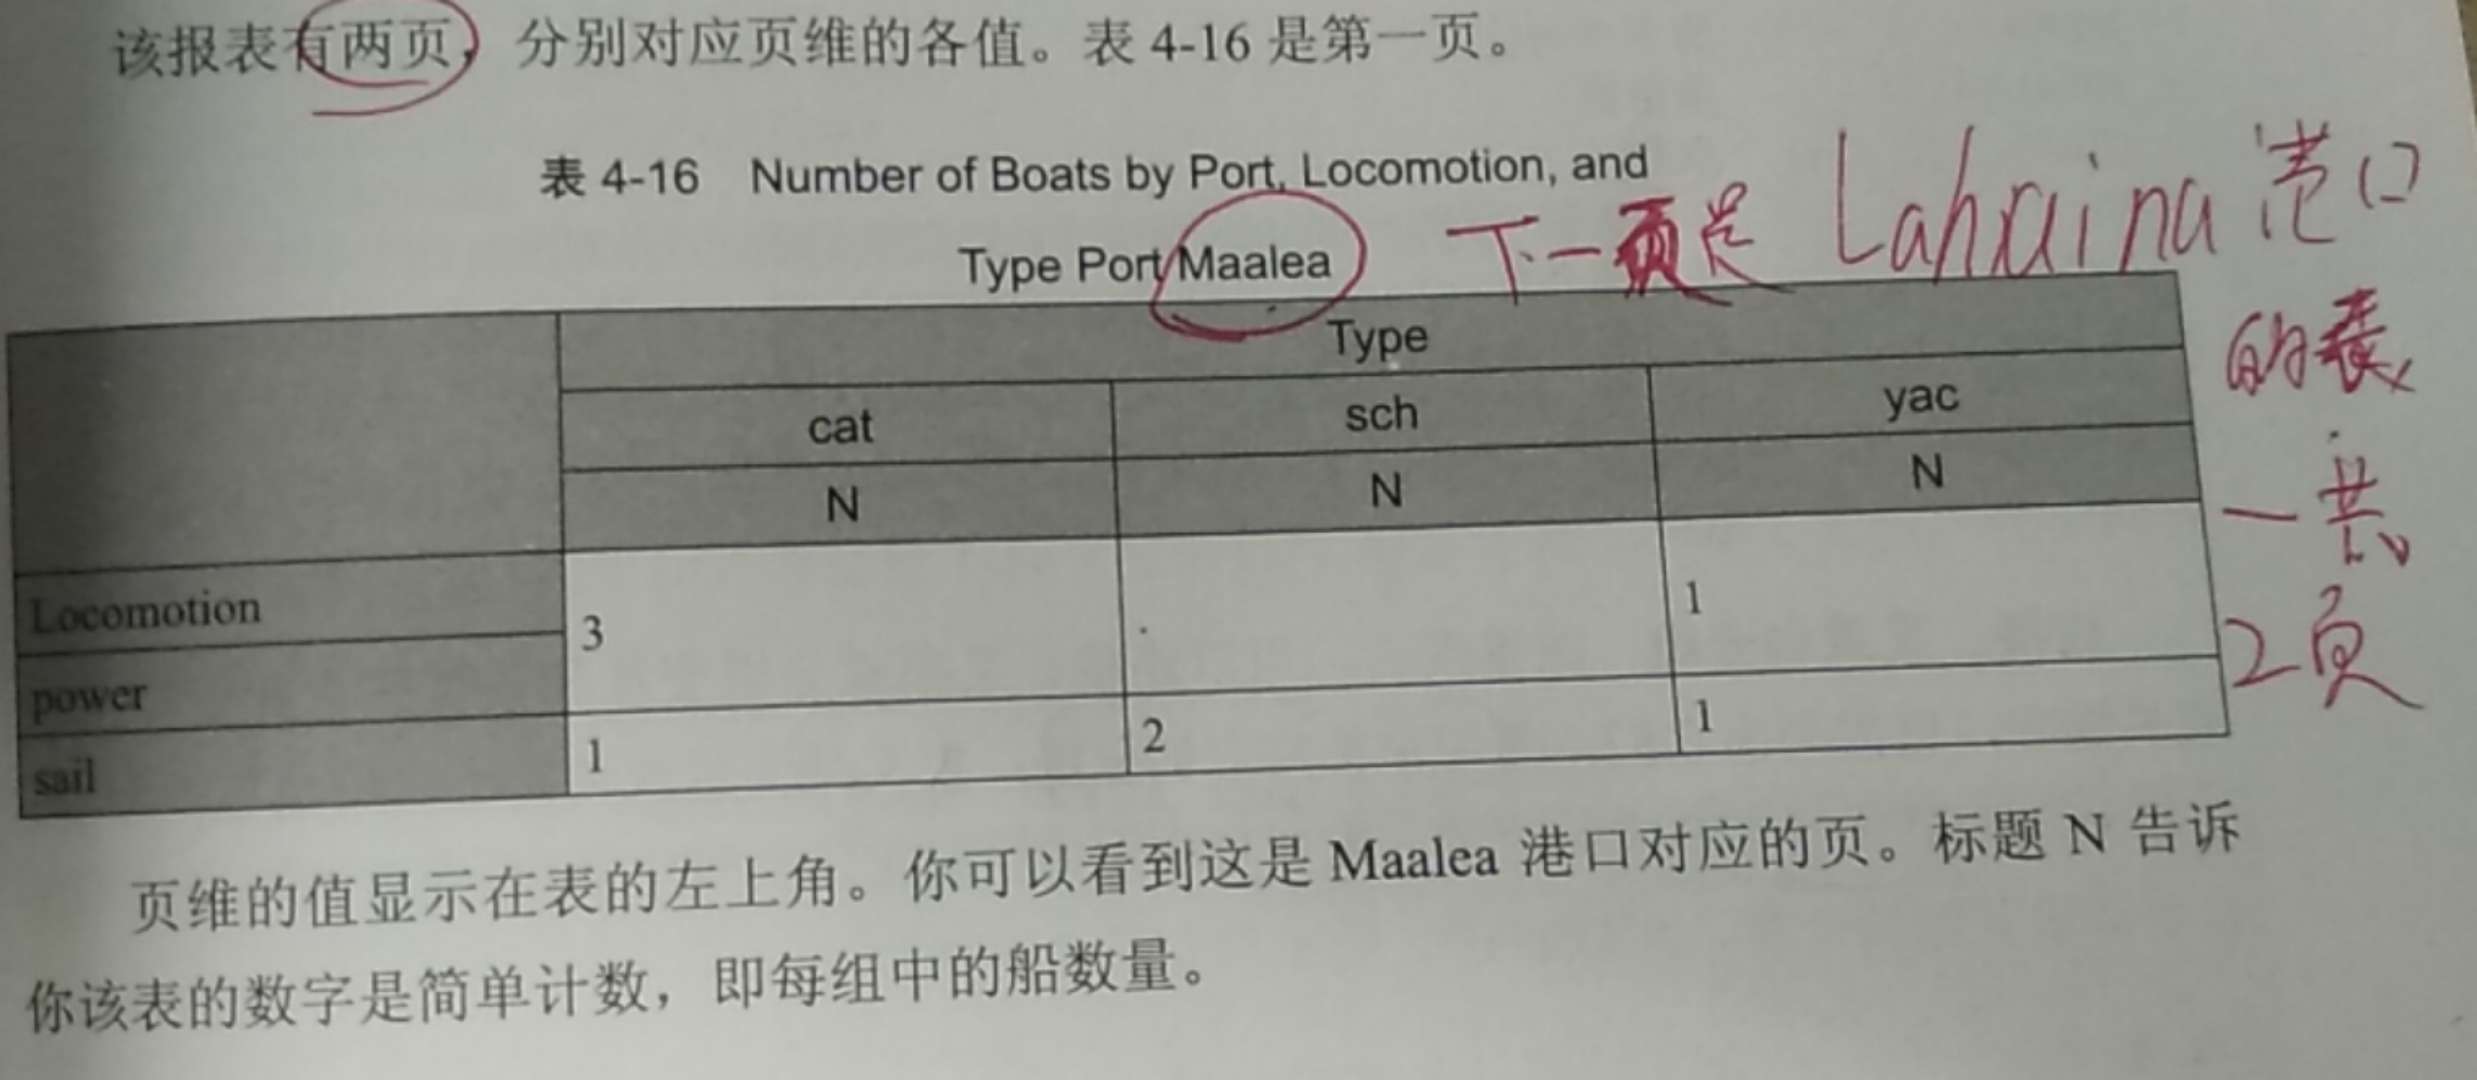 该报表有两页，分别对应页维的各值。表 4-16 是第一页。
表 4-16 Number of Boats by Port, Locomotion, and
Type Port Maalea
下一页是 Lahaina 港口
的表，
一共
2页
Type
cat sch yac
N N N
Locomotion
power
3 . 1
sail 1 2 1
页维的值显示在表的左上角。你可以看到这是 Maalea 港口对应的页。标题 N 告诉
你该表的数字是简单计数，即每组中的船数量。